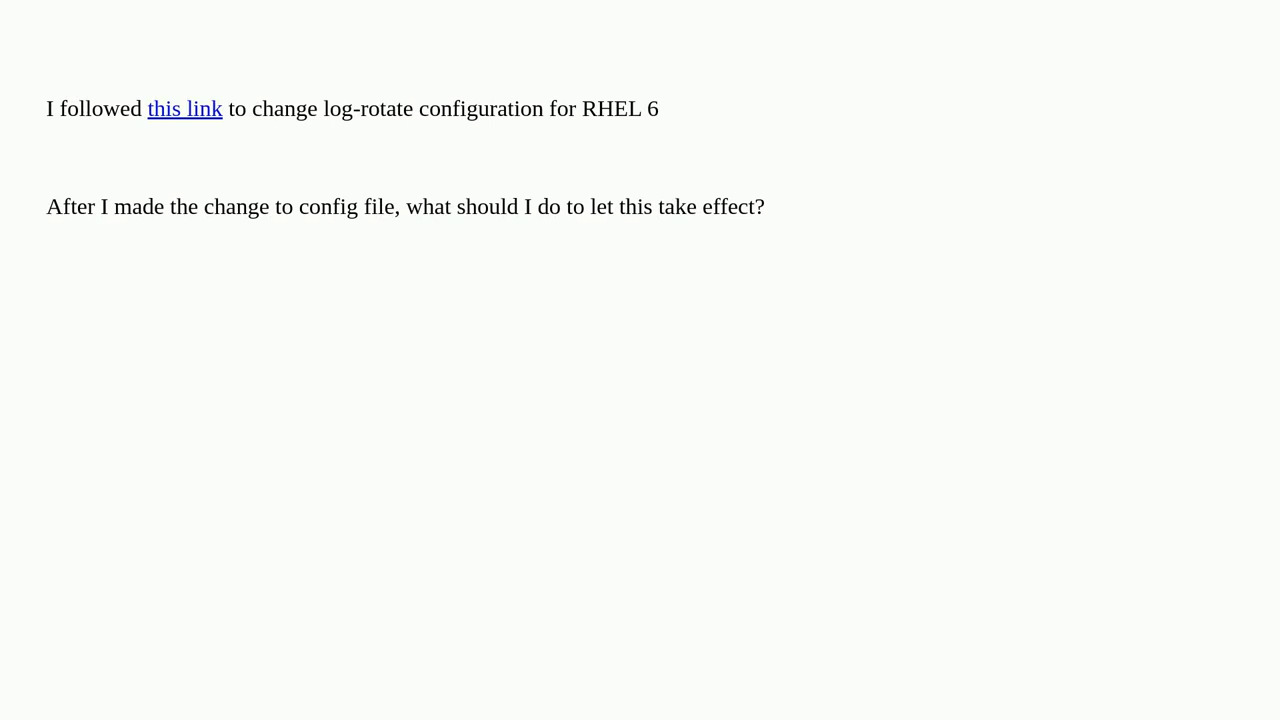 I followed this link to change log-rotate configuration for RHEL 6
After I made the change to config file, what should I do to let this take effect?